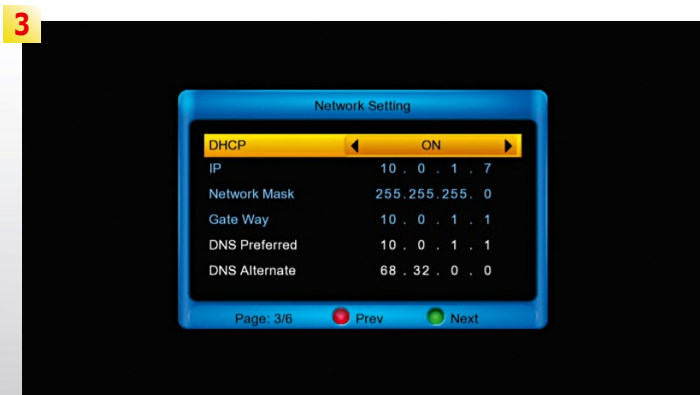 3
Network Setting
DHCP ON
IP 10 . 0 . 1 . 7
Network Mask 255.255.255. 0
Gate Way 10 . 0 . 1 . 1
DNS Preferred 10 . 0 . 1 . 1
DNS Alternate 68 . 32 . 0 . 0
Page: 3/6 Prev Next